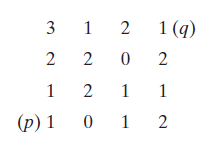 3 1 2 1 (q)
2 2 0 2
1 2 1 1
(p) 1 0 1 2